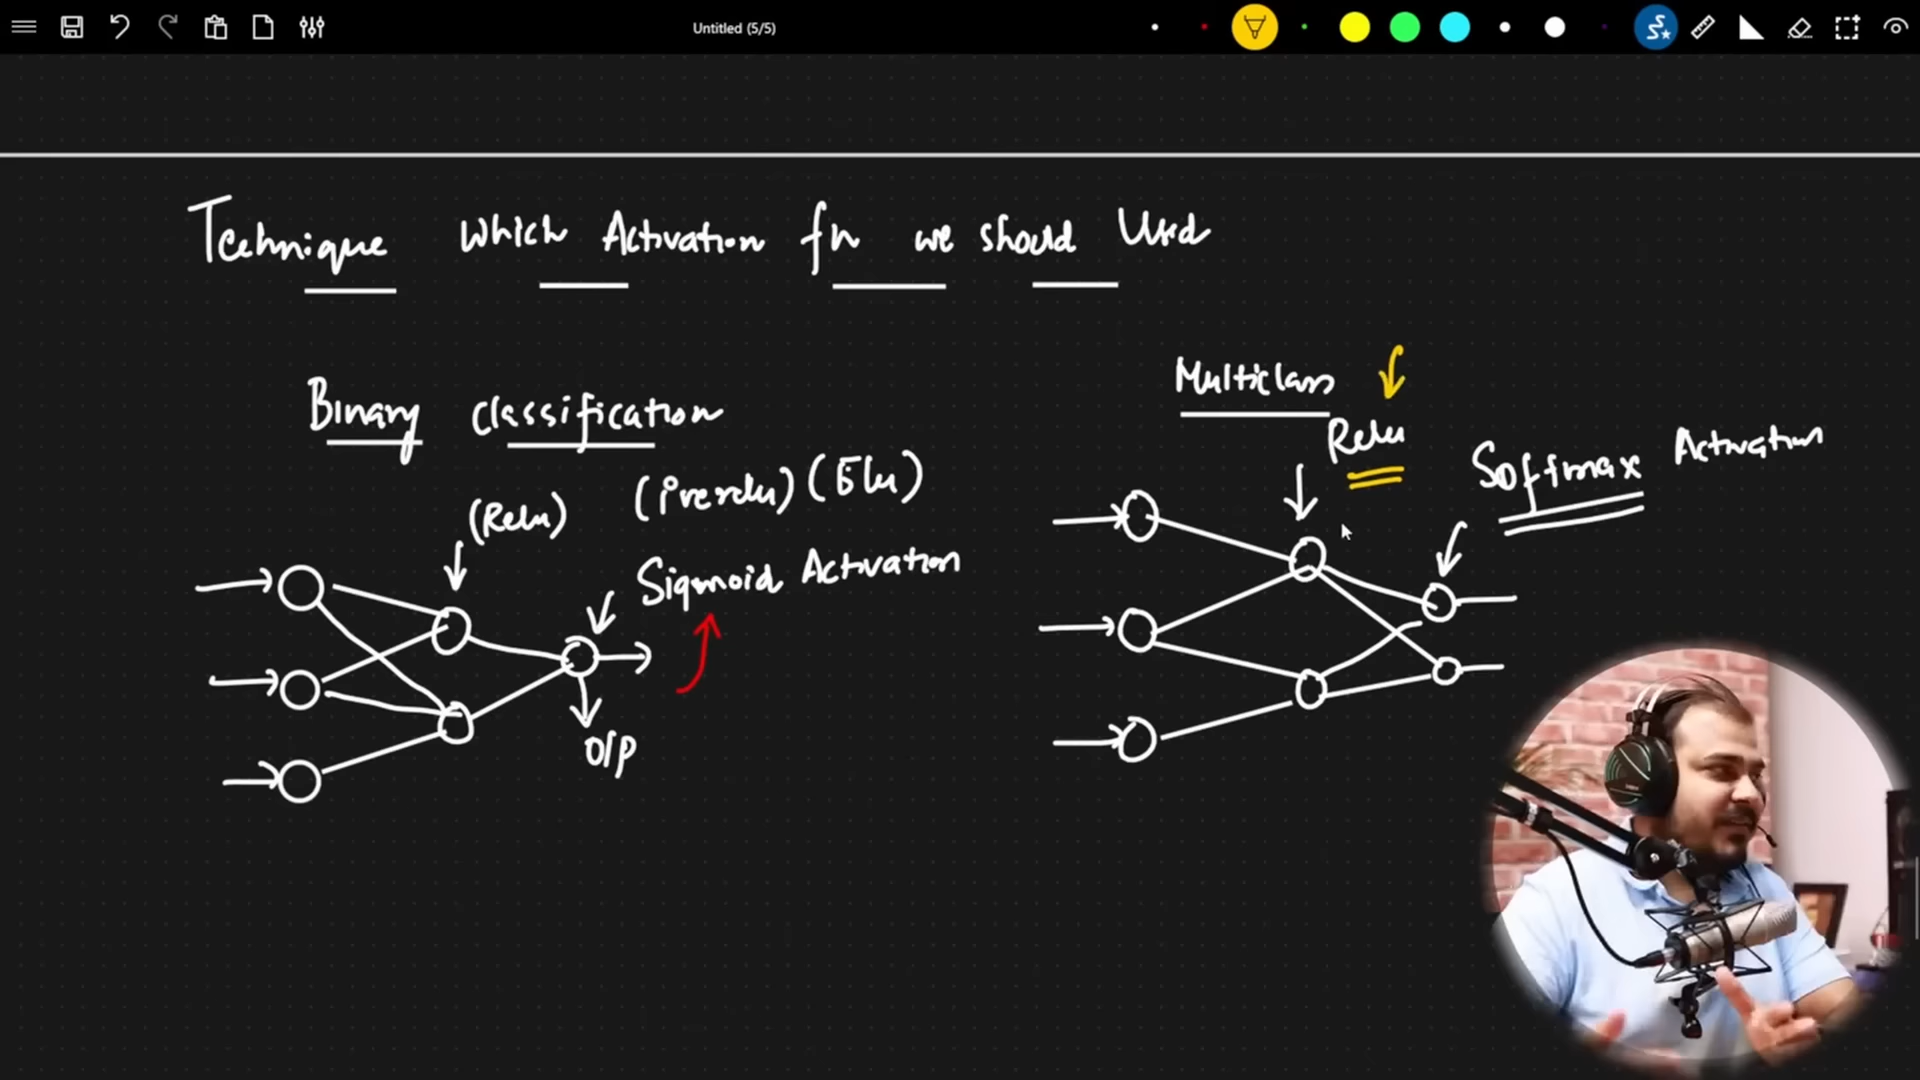 Untitled (5/5)
Technique Which Activation fn we should Used
Binary Classification
(Relu) (Prerelu) (Elu)
Sigmoid Activation
O/P
Multiclass
Relu
Softmax Activation